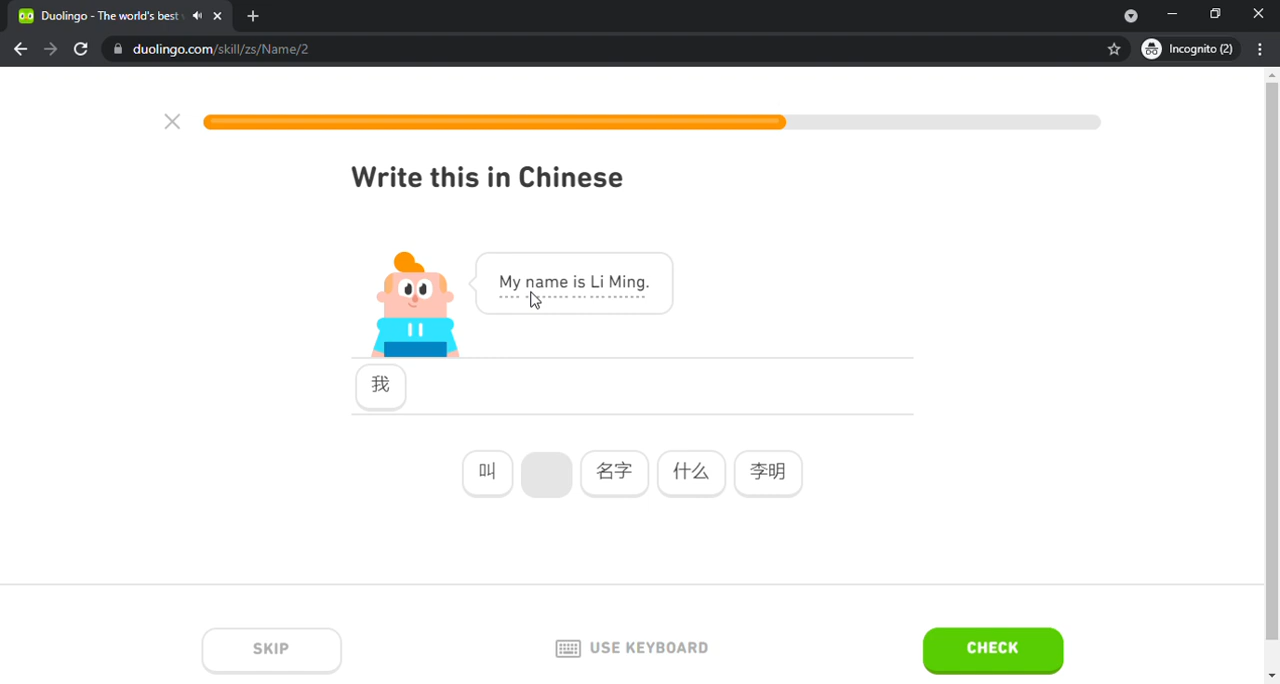 Duolingo - The world's best
duolingo.com/skill/zs/Name/2
Incognito (2)
Write this in Chinese
My name is Li Ming.
我
叫 名字 什么 李明
SKIP
USE KEYBOARD
CHECK